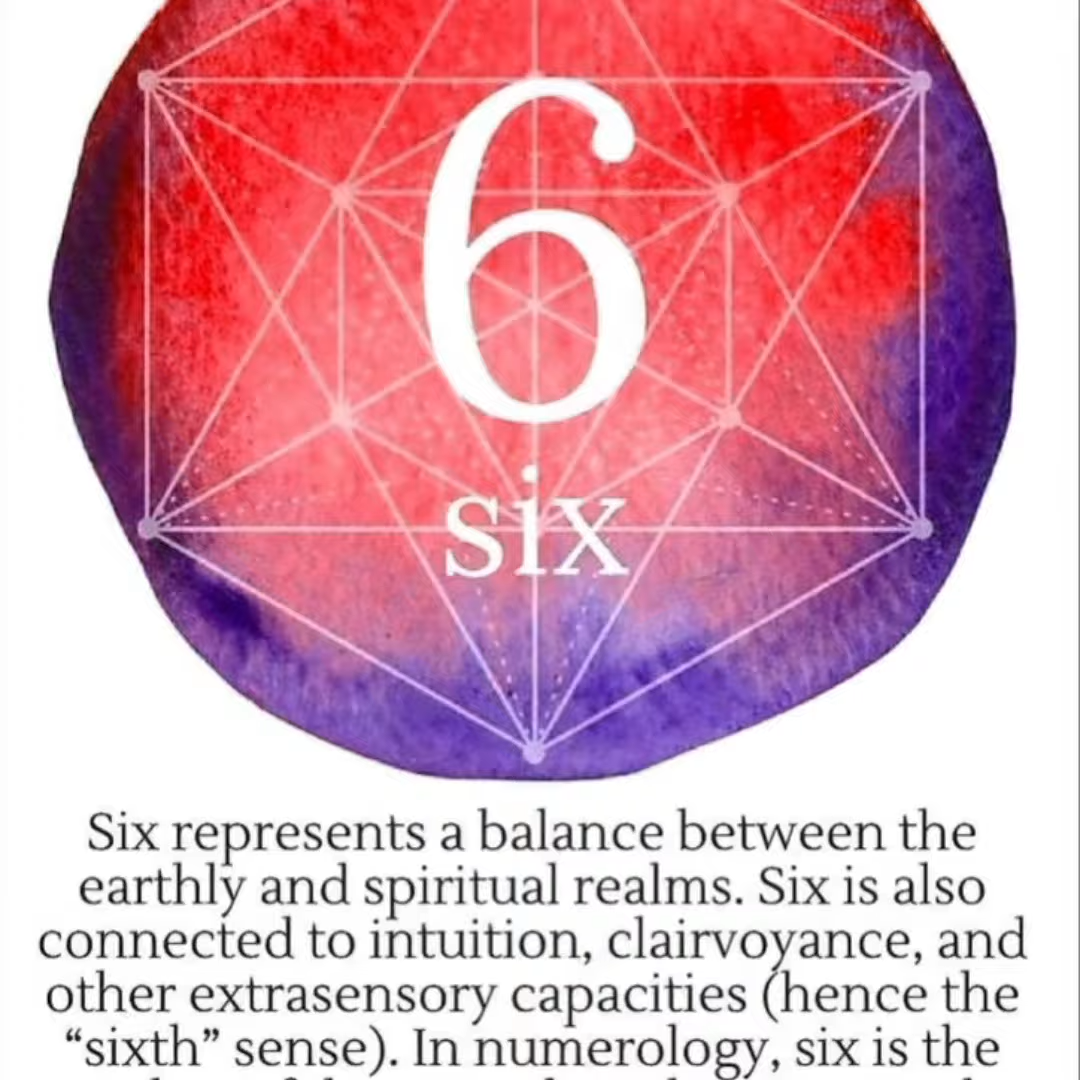 6
six
Six represents a balance between the
earthly and spiritual realms. Six is also
connected to intuition, clairvoyance, and
other extrasensory capacities (hence the
“sixth” sense). In numerology, six is the